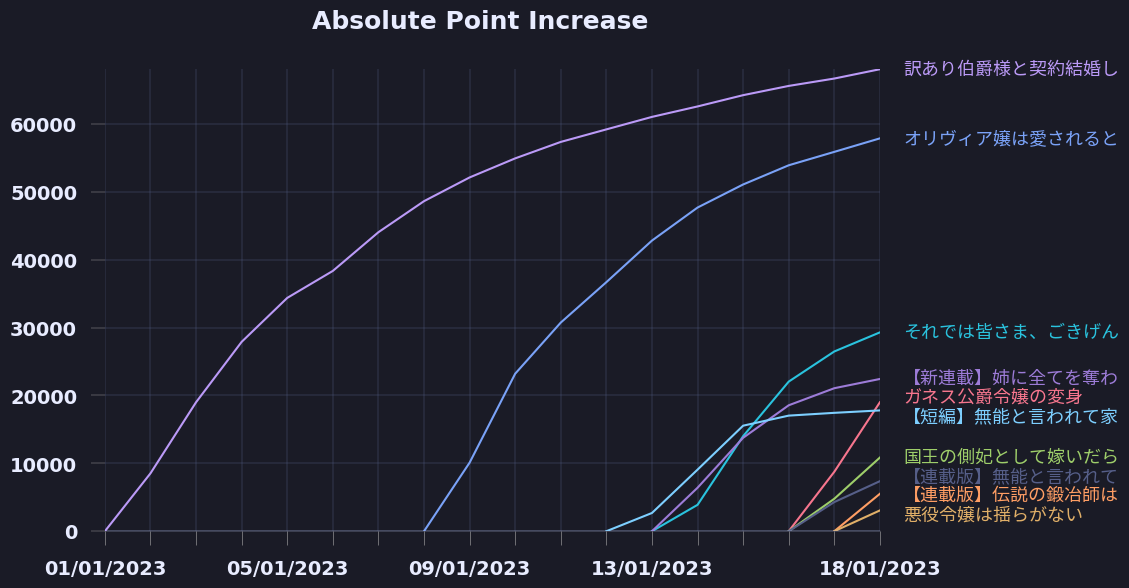 Absolute Point Increase
訳あり伯爵様と契約結婚し
60000
オリヴィア嬢は愛されると
50000
40000
30000
それでは皆さま、ごきげん
【新連載】姉に全てを奪わ
20000
ガネス公爵令嬢の変身
【短編】無能と言われて家
国王の側妃として嫁いだら
10000
【連載版】無能と言われて
【連載版】伝説の鍛冶師は
悪役令嬢は揺らがない
0
01/01/2023
05/01/2023
09/01/2023
13/01/2023
18/01/2023